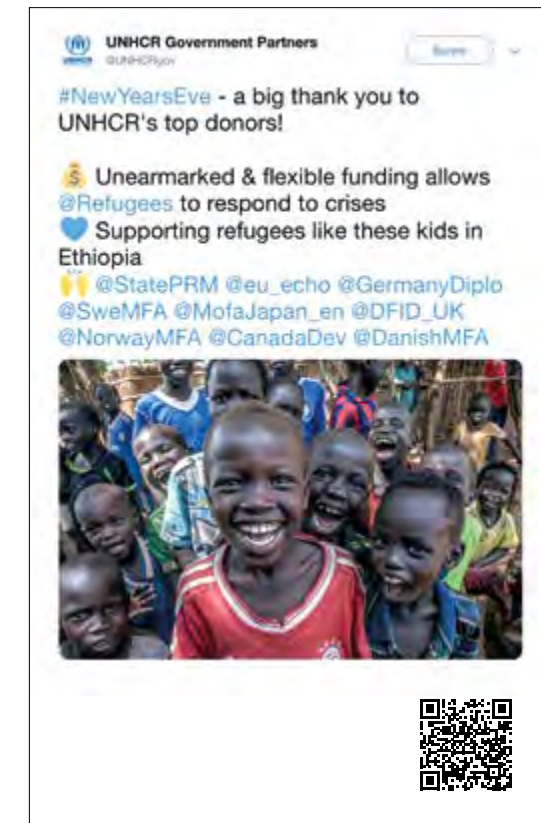 UNHCR Government Partners
@UNHCRgov
#NewYearsEve - a big thank you to
UNHCR's top donors!
💰 Unearmarked & flexible funding allows
@Refugees to respond to crises
💙 Supporting refugees like these kids in
Ethiopia
🙌 @StatePRM @eu_echo @GermanyDiplo
@SweMFA @MofaJapan_en @DFID_UK
@NorwayMFA @CanadaDev @DanishMFA